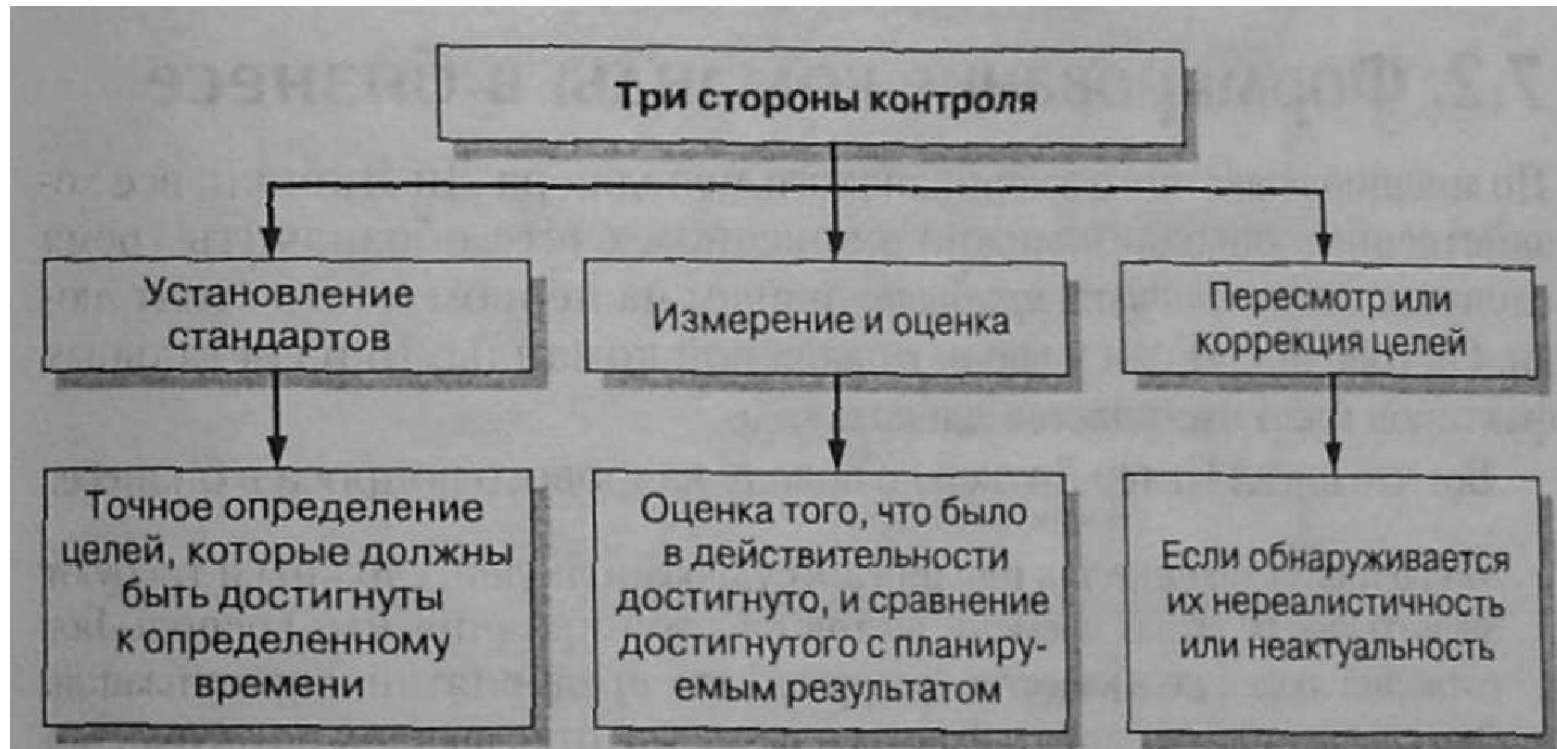 Три стороны контроля
Установление
стандартов
Измерение и оценка
Пересмотр или
коррекция целей
Точное определение
целей, которые должны
быть достигнуты
к определенному
времени
Оценка того, что было
в действительности
достигнуто, и сравнение
достигнутого с планиру-
емым результатом
Если обнаруживается
их нереалистичность
или неактуальность